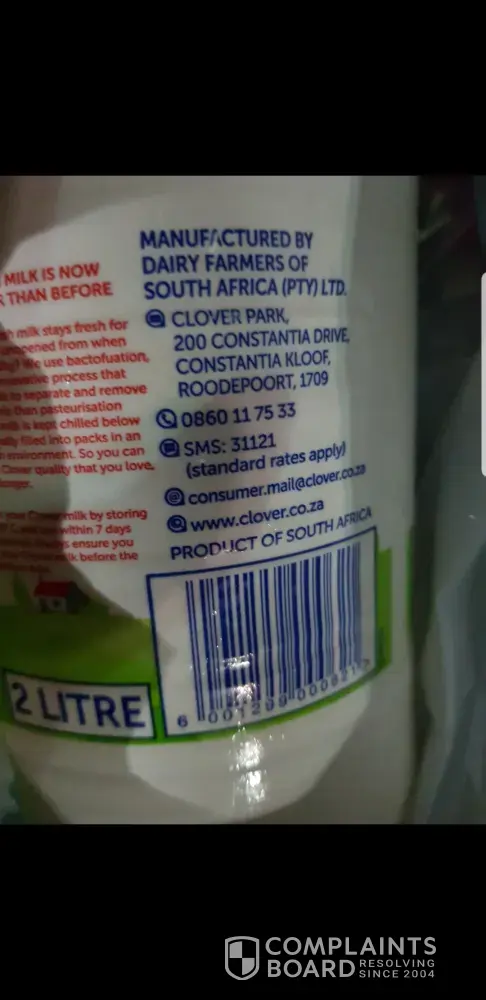 MILK IS NOW
THAN BEFORE
milk stays fresh for
unopened from when
We use bactofuation,
process that
to separate and remove
than pasteurisation
milk is kept chilled below
filled into packs in an
environment. So you can
Clover quality that you love,
longer.
milk by storing
within 7 days
ensure you
before the
2 LITRE
MANUFACTURED BY
DAIRY FARMERS OF
SOUTH AFRICA (PTY) LTD.
CLOVER PARK,
200 CONSTANTIA DRIVE,
CONSTANTIA KLOOF,
ROODEPOORT, 1709
0860 11 75 33
SMS: 31121
(standard rates apply)
consumer.mail@clover.co.za
www.clover.co.za
PRODUCT OF SOUTH AFRICA
COMPLAINTS
BOARD RESOLVING
SINCE 2004